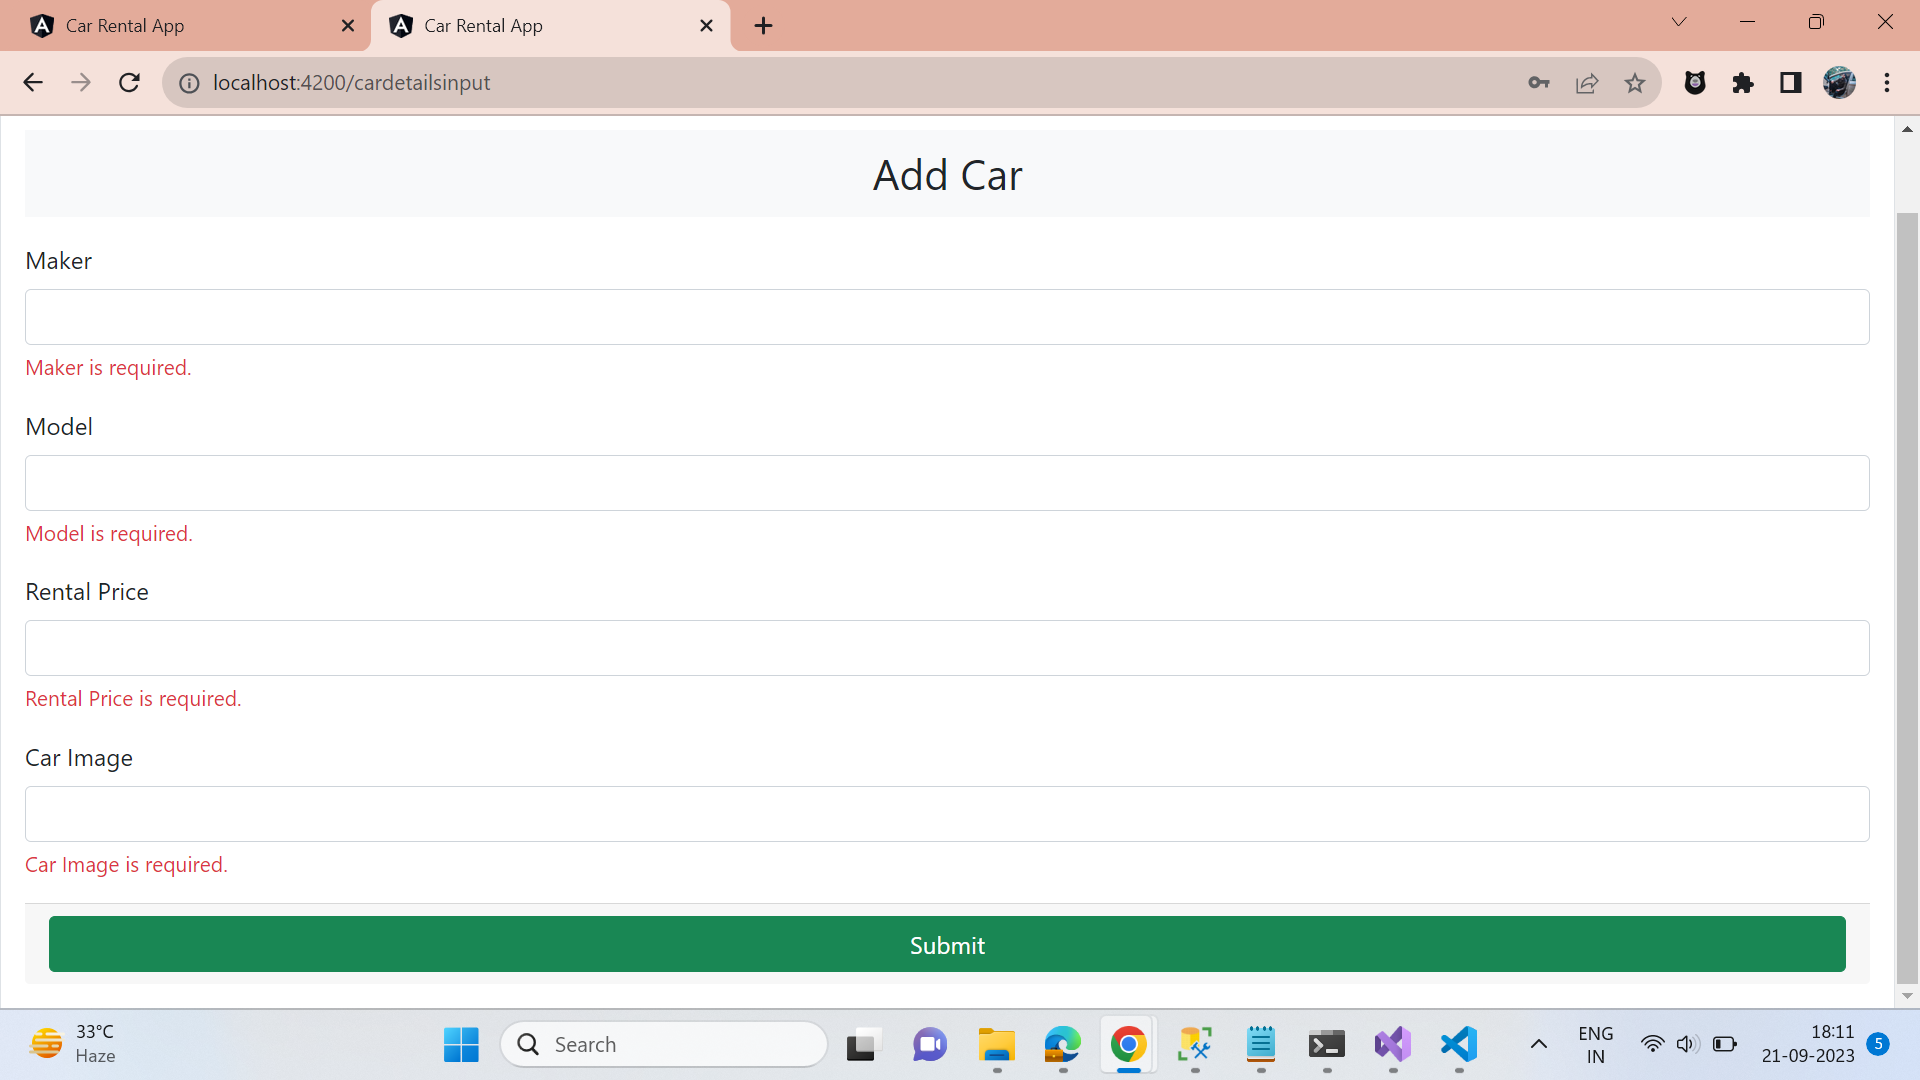 Car Rental App
Car Rental App
localhost:4200/cardetailsinput
Add Car
Maker
Maker is required.
Model
Model is required.
Rental Price
Rental Price is required.
Car Image
Car Image is required.
Submit
33°C
Haze
Search
ENG
IN
18:11
21-09-2023
5